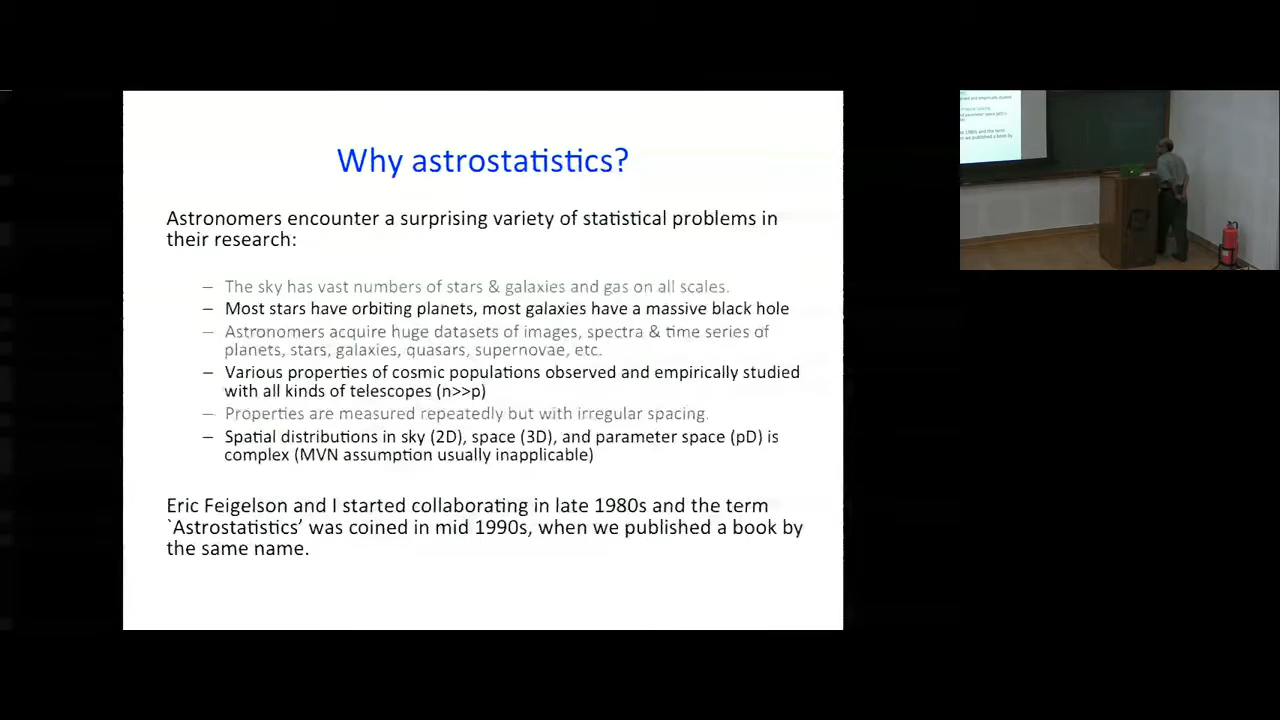 Why astrostatistics?
Astronomers encounter a surprising variety of statistical problems in
their research:
– The sky has vast numbers of stars & galaxies and gas on all scales.
– Most stars have orbiting planets, most galaxies have a massive black hole
– Astronomers acquire huge datasets of images, spectra & time series of
planets, stars, galaxies, quasars, supernovae, etc.
– Various properties of cosmic populations observed and empirically studied
with all kinds of telescopes (n>>p)
– Properties are measured repeatedly but with irregular spacing.
– Spatial distributions in sky (2D), space (3D), and parameter space (pD) is
complex (MVN assumption usually inapplicable)
Eric Feigelson and I started collaborating in late 1980s and the term
`Astrostatistics’ was coined in mid 1990s, when we published a book by
the same name.